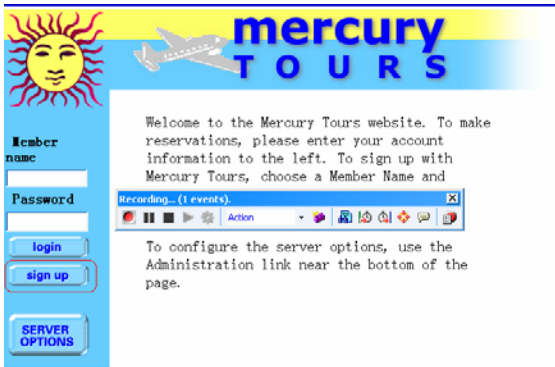 mercury
TOURS
Welcome to the Mercury Tours website. To make
reservations, please enter your account
information to the left. To sign up with
Mercury Tours, choose a Member Name and
Member
name
Password
Recording... (1 events).
Action
login
To configure the server options, use the
Administration link near the bottom of the
page.
sign up
SERVER
OPTIONS